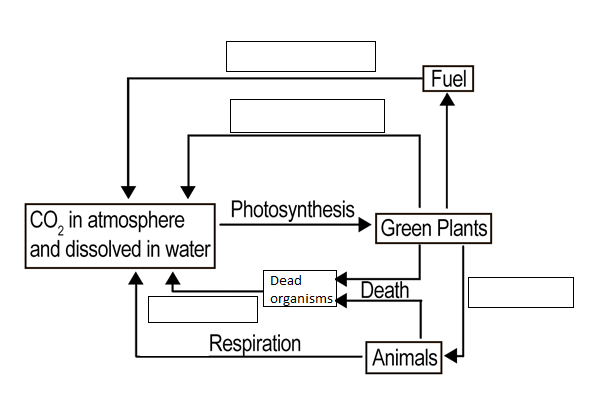 Fuel
Photosynthesis
CO₂ in atmosphere
and dissolved in water
Green Plants
Dead
organisms
Death
Respiration
Animals